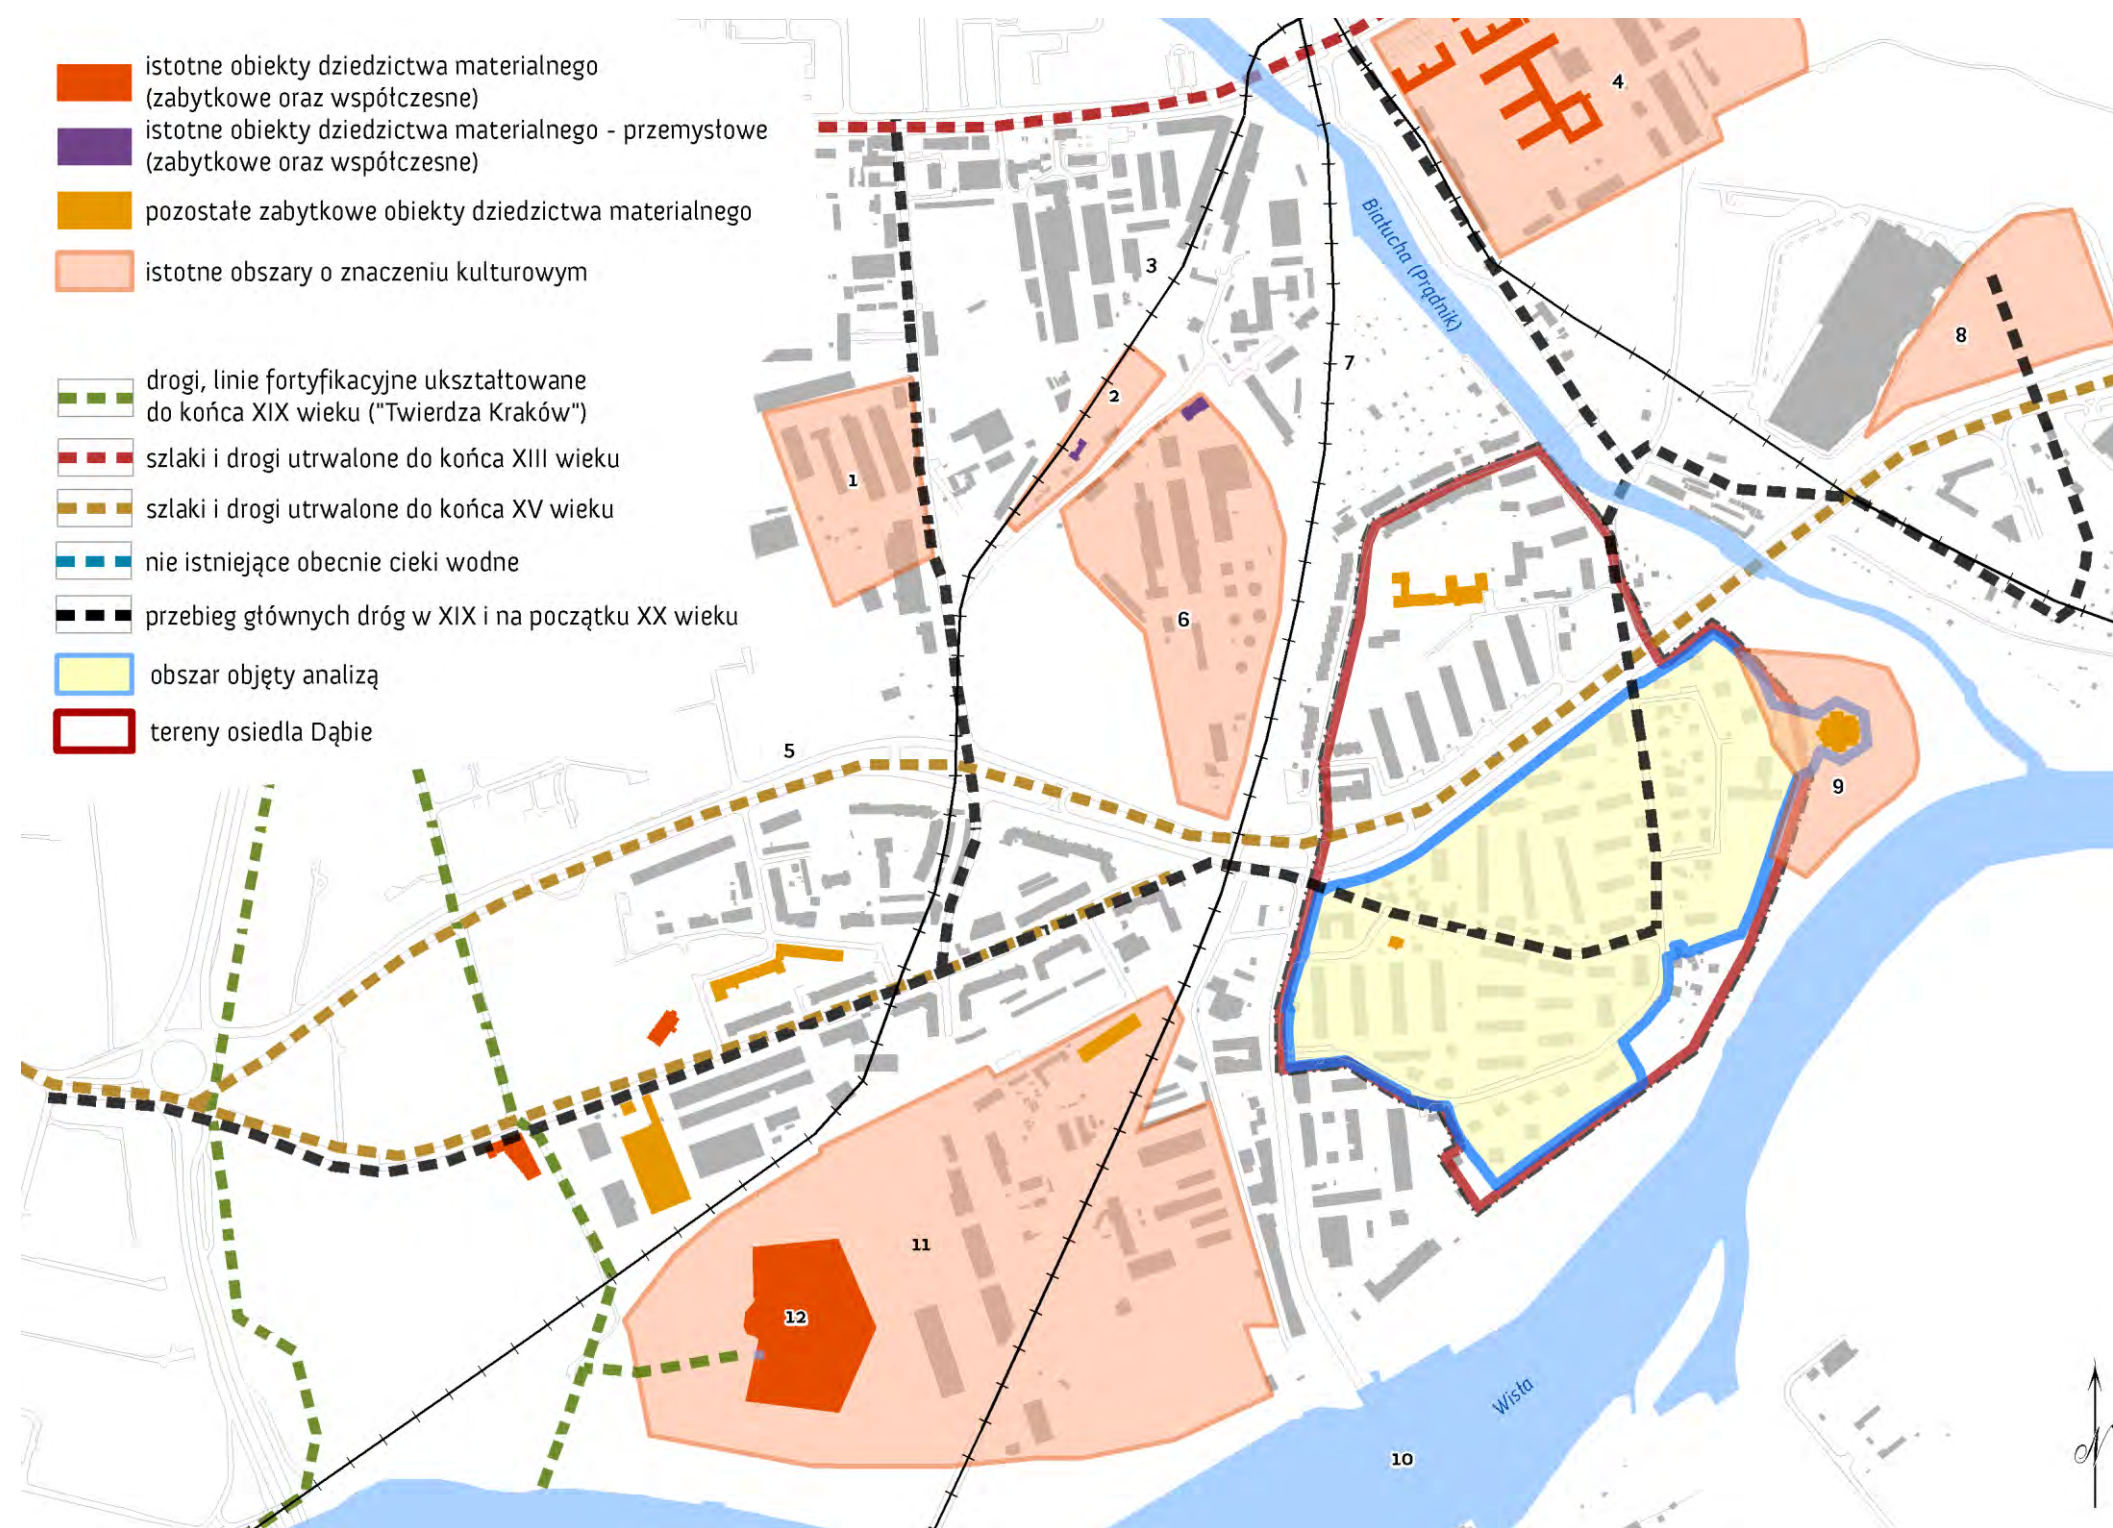 istotne obiekty dziedzictwa materialnego
(zabytkowe oraz współczesne)
istotne obiekty dziedzictwa materialnego - przemysłowe
(zabytkowe oraz współczesne)
pozostałe zabytkowe obiekty dziedzictwa materialnego
istotne obszary o znaczeniu kulturowym
drogi, linie fortyfikacyjne ukształtowane
do końca XIX wieku ("Twierdza Kraków")
szlaki i drogi utrwalone do końca XIII wieku
szlaki i drogi utrwalone do końca XV wieku
nie istniejące obecnie cieki wodne
przebieg głównych dróg w XIX i na początku XX wieku
obszar objęty analizą
tereny osiedla Dąbie
4
Białucha (Prądnik)
3
8
7
2
1
6
5
9
11
12
Wisła
10
N